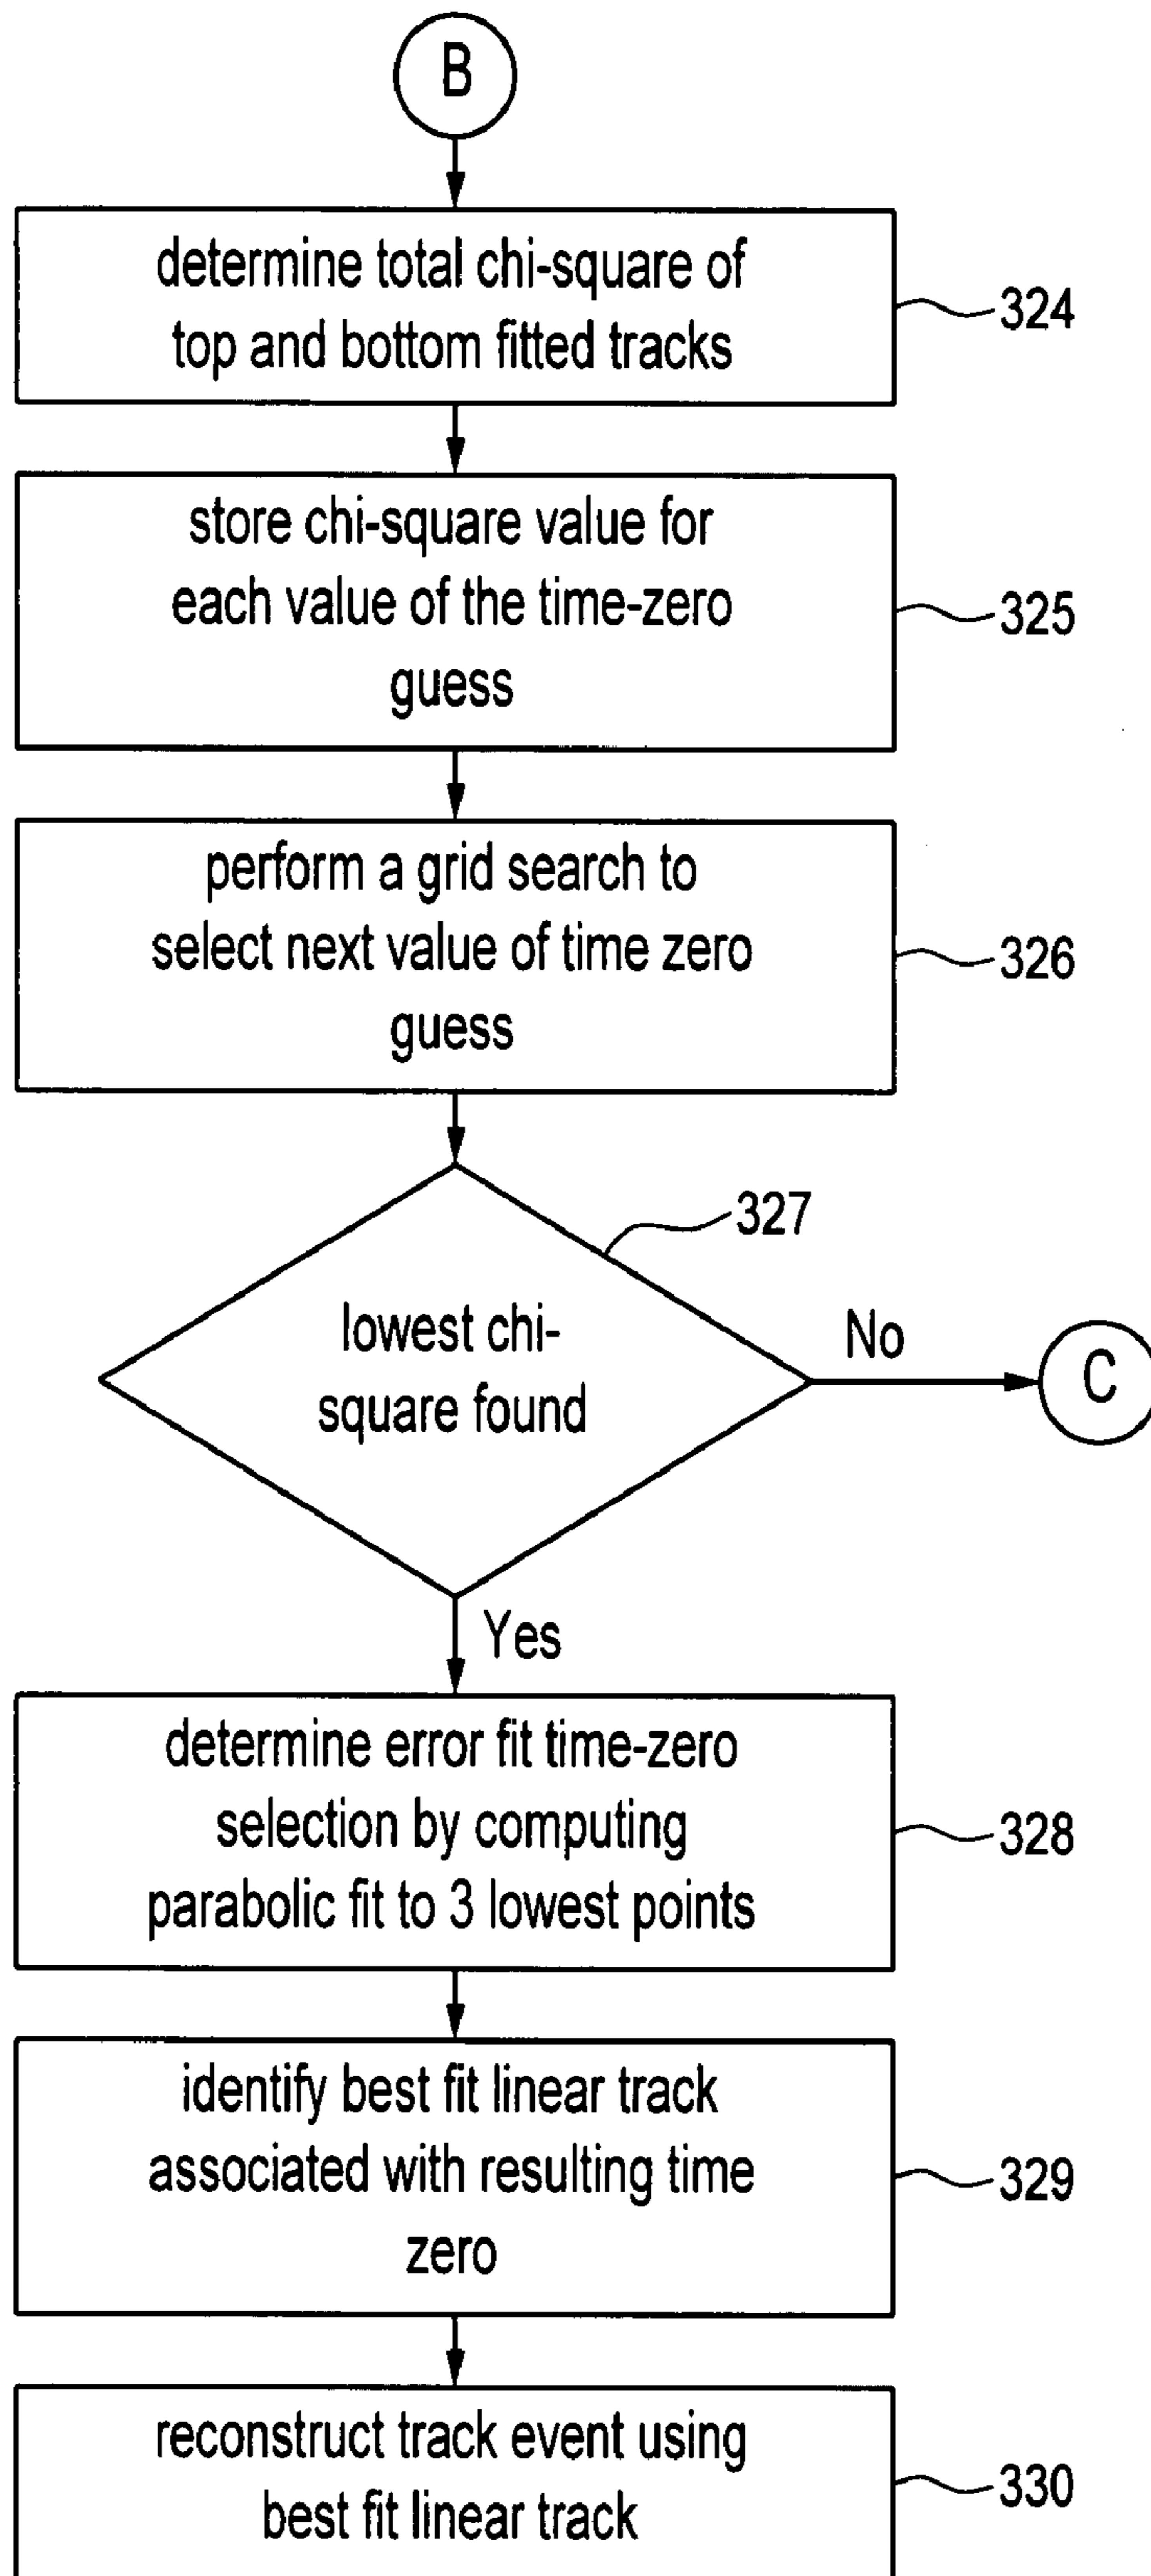 B
determine total chi-square of
top and bottom fitted tracks
324
store chi-square value for
each value of the time-zero
guess
325
perform a grid search to
select next value of time zero
guess
326
327
lowest chi-
square found
No
C
Yes
determine error fit time-zero
selection by computing
parabolic fit to 3 lowest points
328
identify best fit linear track
associated with resulting time
zero
329
reconstruct track event using
best fit linear track
330